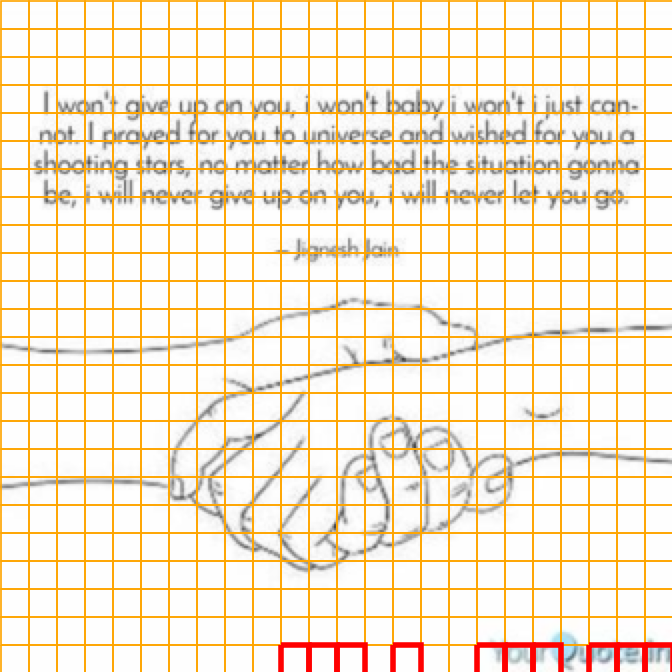 I won't give up on you, i won't baby i won't i just can-
not. I prayed for you to universe and wished for you a
shooting stars, no matter how bad the situation gonna
be, i will never give up on you, i will never let you go.
-- Jignesh Jain
YourQuote.in